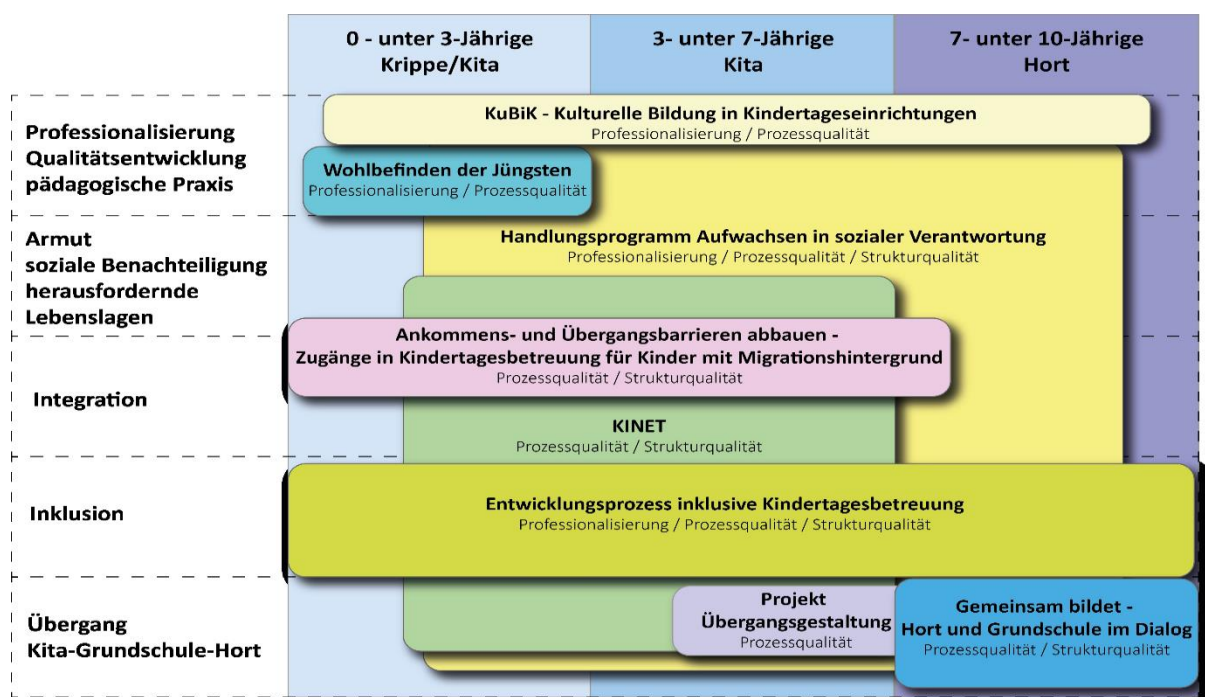 0 - unter 3-Jährige
Krippe/Kita
3- unter 7-Jährige
Kita
7- unter 10-Jährige
Hort
Professionalisierung
Qualitätsentwicklung
pädagogische Praxis
KuBiK - Kulturelle Bildung in Kindertageseinrichtungen
Professionalisierung / Prozessqualität
Wohlbefinden der Jüngsten
Professionalisierung / Prozessqualität
Armut
soziale Benachteiligung
herausfordernde
Lebenslagen
Handlungsprogramm Aufwachsen in sozialer Verantwortung
Professionalisierung / Prozessqualität / Strukturqualität
Ankommens- und Übergangsbarrieren abbauen -
Zugänge in Kindertagesbetreuung für Kinder mit Migrationshintergrund
Prozessqualität / Strukturqualität
Integration
KINET
Prozessqualität / Strukturqualität
Inklusion
Entwicklungsprozess inklusive Kindertagesbetreuung
Professionalisierung / Prozessqualität / Strukturqualität
Übergang
Kita-Grundschule-Hort
Projekt
Übergangsgestaltung
Prozessqualität
Gemeinsam bildet -
Hort und Grundschule im Dialog
Prozessqualität / Strukturqualität